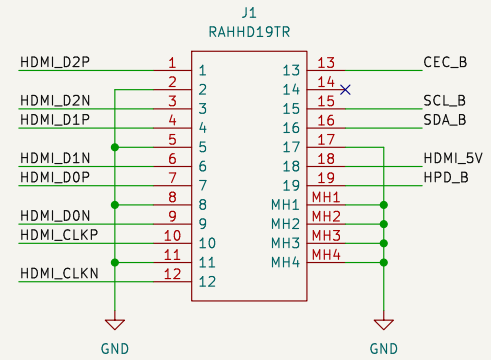 J1
RAHHD19TR
HDMI_D2P 1 1 13 13 CEC_B
2 2 14 14
HDMI_D2N 3 3 15 15 SCL_B
HDMI_D1P 4 4 16 16 SDA_B
5 5 17 17
HDMI_D1N 6 6 18 18 HDMI_5V
HDMI_D0P 7 7 19 19 HPD_B
8 8 MH1 MH1
HDMI_D0N 9 9 MH2 MH2
HDMI_CLKP 10 10 MH3 MH3
11 11 MH4 MH4
HDMI_CLKN 12 12
GND GND